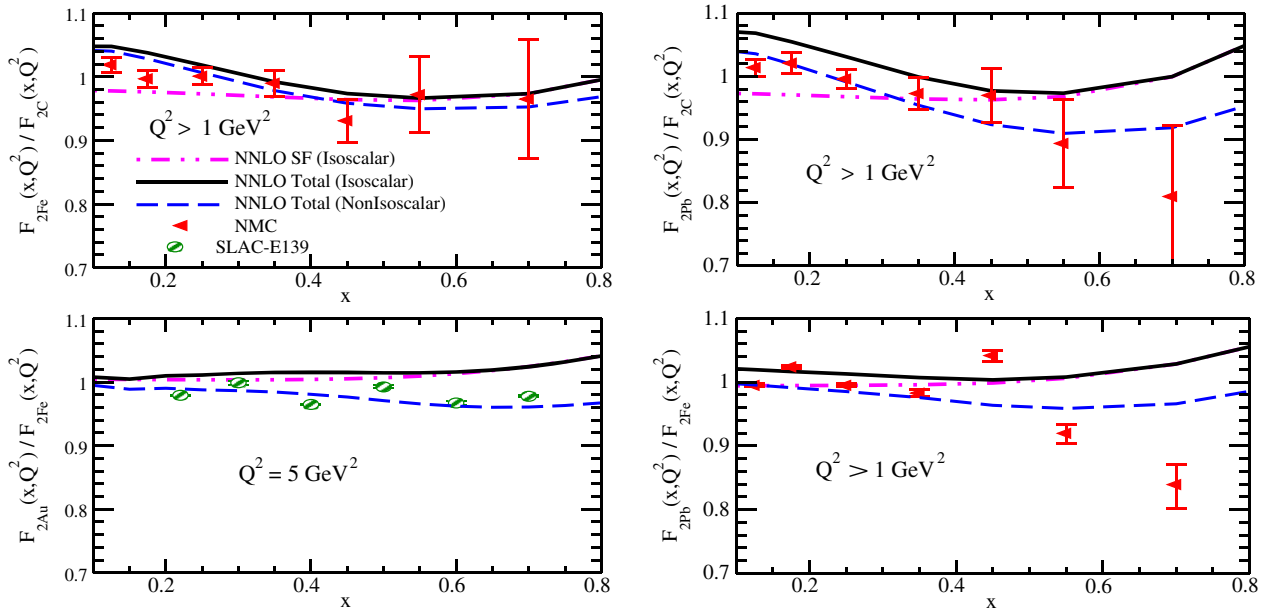 1.1
1
0.9
0.8
0.7
F2Fe(x,Q2) / F2C(x,Q2)
Q2 > 1 GeV2
NNLO SF (Isoscalar)
NNLO Total (Isoscalar)
NNLO Total (NonIsoscalar)
NMC
SLAC-E139
0.2
0.4
0.6
0.8
x
1.1
1
0.9
0.8
0.7
F2Pb(x,Q2) / F2C(x,Q2)
Q2 > 1 GeV2
0.2
0.4
0.6
0.8
x
1.1
1
0.9
0.8
0.7
F2Au(x,Q2) / F2Fe(x,Q2)
Q2 = 5 GeV2
0.2
0.4
0.6
0.8
x
1.1
1
0.9
0.8
0.7
F2Pb(x,Q2) / F2Fe(x,Q2)
Q2 > 1 GeV2
0.2
0.4
0.6
0.8
x